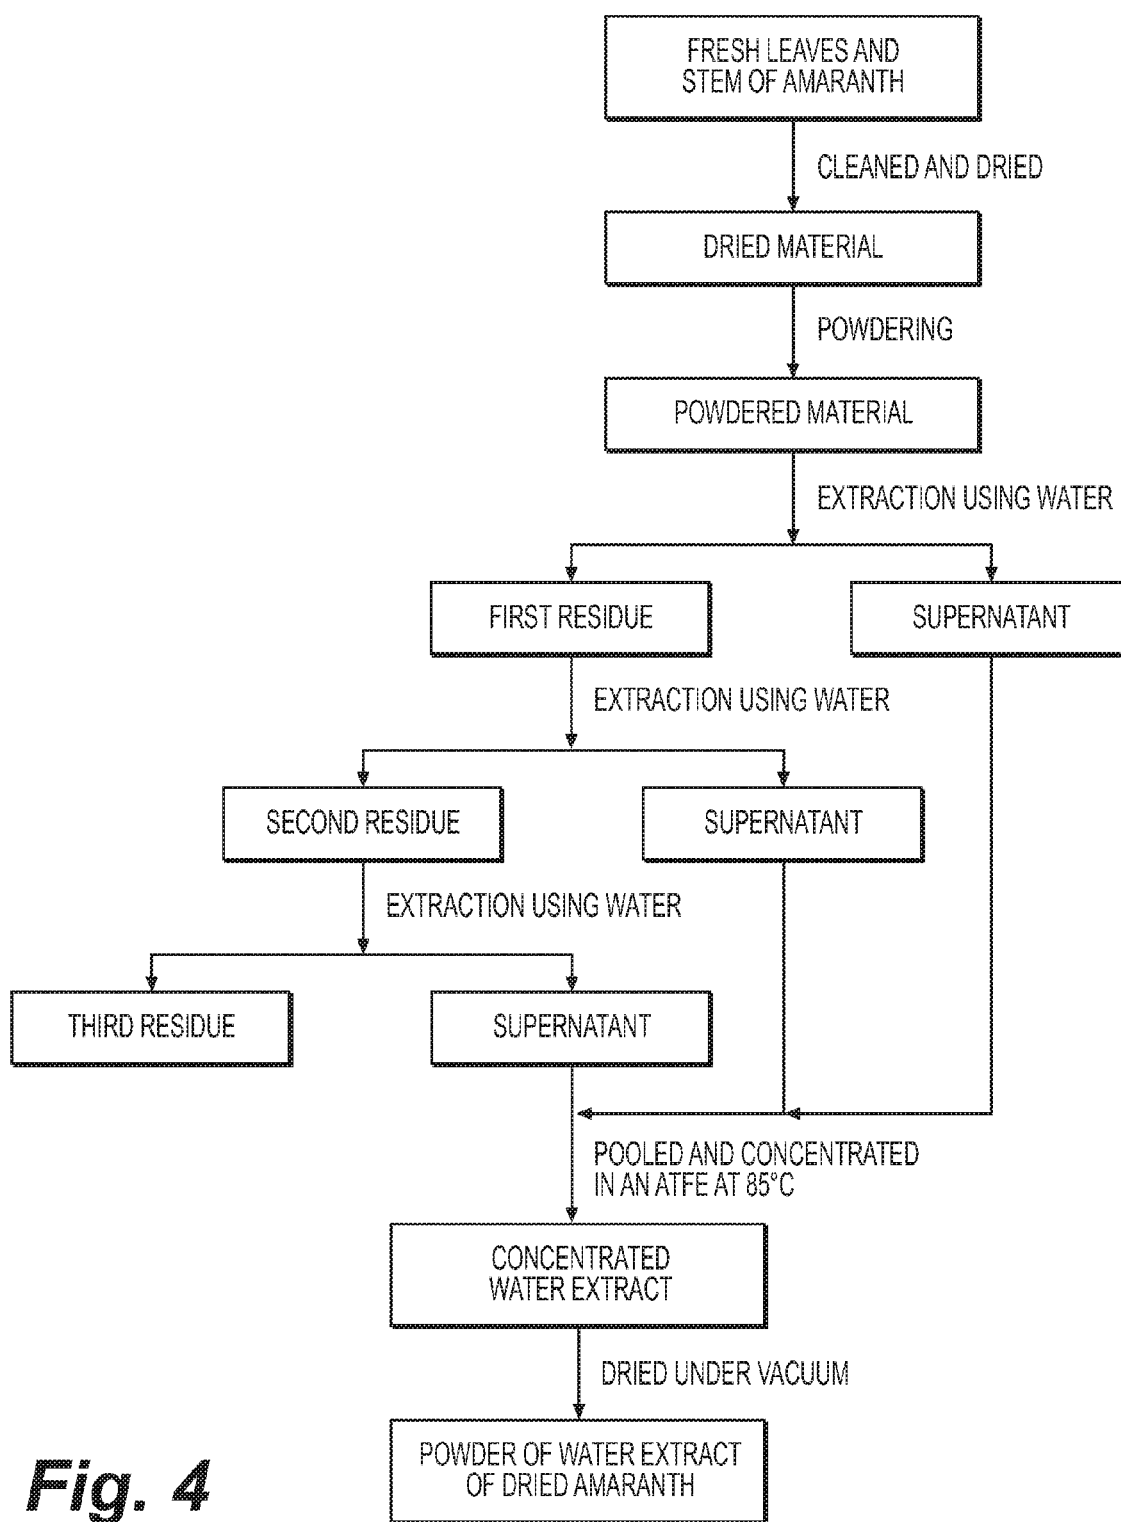 FRESH LEAVES AND
STEM OF AMARANTH
CLEANED AND DRIED
DRIED MATERIAL
POWDERING
POWDERED MATERIAL
EXTRACTION USING WATER
FIRST RESIDUE
SUPERNATANT
EXTRACTION USING WATER
SECOND RESIDUE
SUPERNATANT
EXTRACTION USING WATER
THIRD RESIDUE
SUPERNATANT
POOLED AND CONCENTRATED
IN AN ATFE AT 85°C
CONCENTRATED
WATER EXTRACT
DRIED UNDER VACUUM
POWDER OF WATER EXTRACT
OF DRIED AMARANTH
Fig. 4